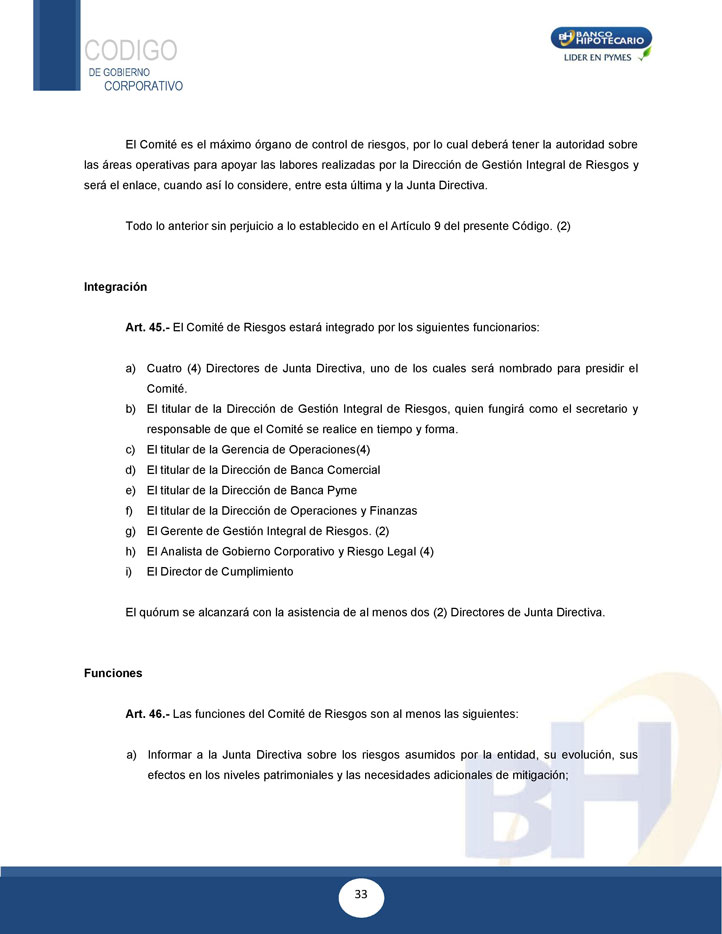 CODIGO
DE GOBIERNO
CORPORATIVO
BH BANCO
HIPOTECARIO
LIDER EN PYMES
El Comité es el máximo órgano de control de riesgos, por lo cual deberá tener la autoridad sobre
las áreas operativas para apoyar las labores realizadas por la Dirección de Gestión Integral de Riesgos y
será el enlace, cuando así lo considere, entre esta última y la Junta Directiva.
Todo lo anterior sin perjuicio a lo establecido en el Artículo 9 del presente Código. (2)
Integración
Art. 45.- El Comité de Riesgos estará integrado por los siguientes funcionarios:
a) Cuatro (4) Directores de Junta Directiva, uno de los cuales será nombrado para presidir el
Comité.
b) El titular de la Dirección de Gestión Integral de Riesgos, quien fungirá como el secretario y
responsable de que el Comité se realice en tiempo y forma.
c) El titular de la Gerencia de Operaciones(4)
d) El titular de la Dirección de Banca Comercial
e) El titular de la Dirección de Banca Pyme
f) El titular de la Dirección de Operaciones y Finanzas
g) El Gerente de Gestión Integral de Riesgos. (2)
h) El Analista de Gobierno Corporativo y Riesgo Legal (4)
i) El Director de Cumplimiento
El quórum se alcanzará con la asistencia de al menos dos (2) Directores de Junta Directiva.
Funciones
Art. 46.- Las funciones del Comité de Riesgos son al menos las siguientes:
a) Informar a la Junta Directiva sobre los riesgos asumidos por la entidad, su evolución, sus
efectos en los niveles patrimoniales y las necesidades adicionales de mitigación;
BH
33